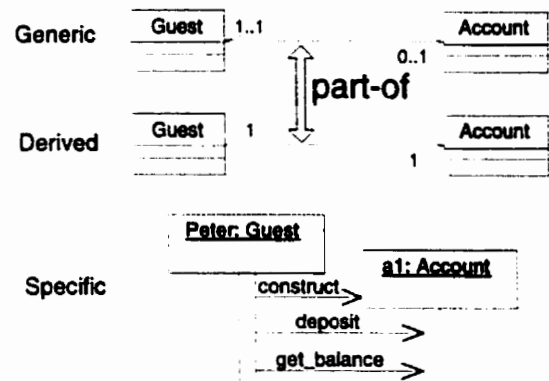 Generic
Guest
1..1
Account
0..1
part-of
Derived
Guest
1
Account
1
Peter: Guest
a1: Account
Specific
construct
deposit
get_balance